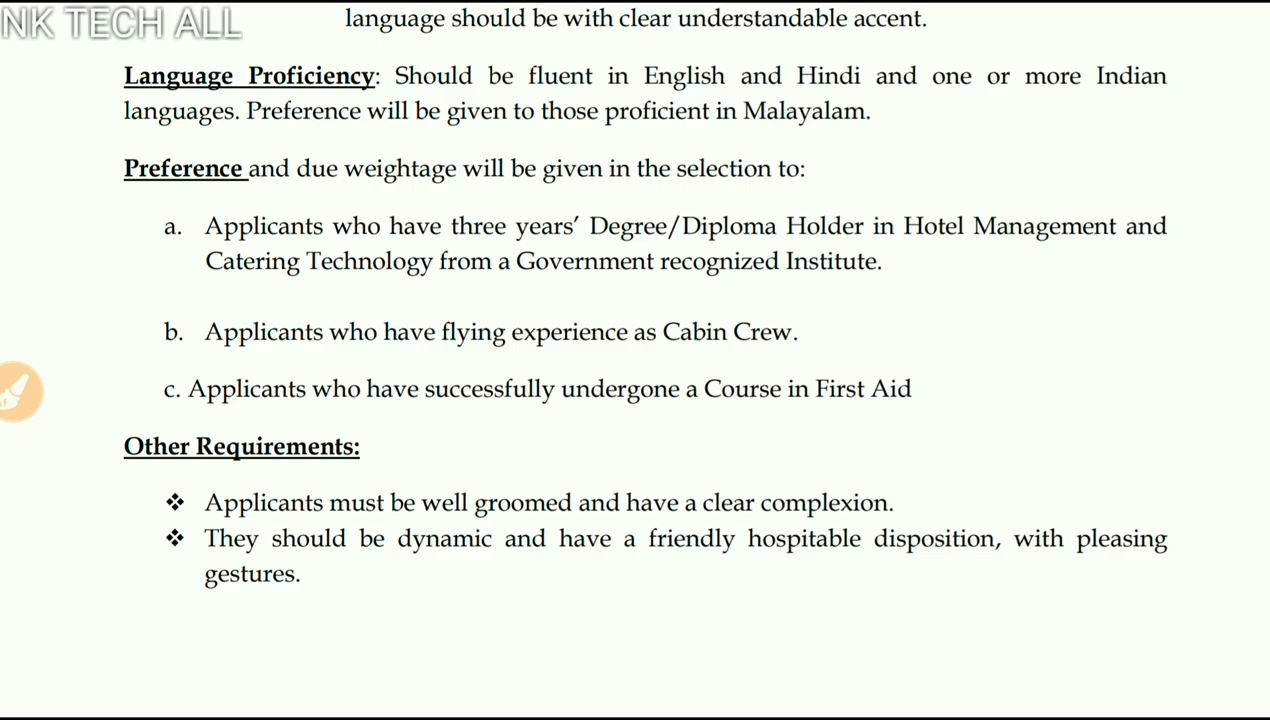 NK TECH ALL
language should be with clear understandable accent.
Language Proficiency: Should be fluent in English and Hindi and one or more Indian
languages. Preference will be given to those proficient in Malayalam.
Preference and due weightage will be given in the selection to:
a. Applicants who have three years’ Degree/Diploma Holder in Hotel Management and
Catering Technology from a Government recognized Institute.
b. Applicants who have flying experience as Cabin Crew.
c. Applicants who have successfully undergone a Course in First Aid
Other Requirements:
❖ Applicants must be well groomed and have a clear complexion.
❖ They should be dynamic and have a friendly hospitable disposition, with pleasing
gestures.